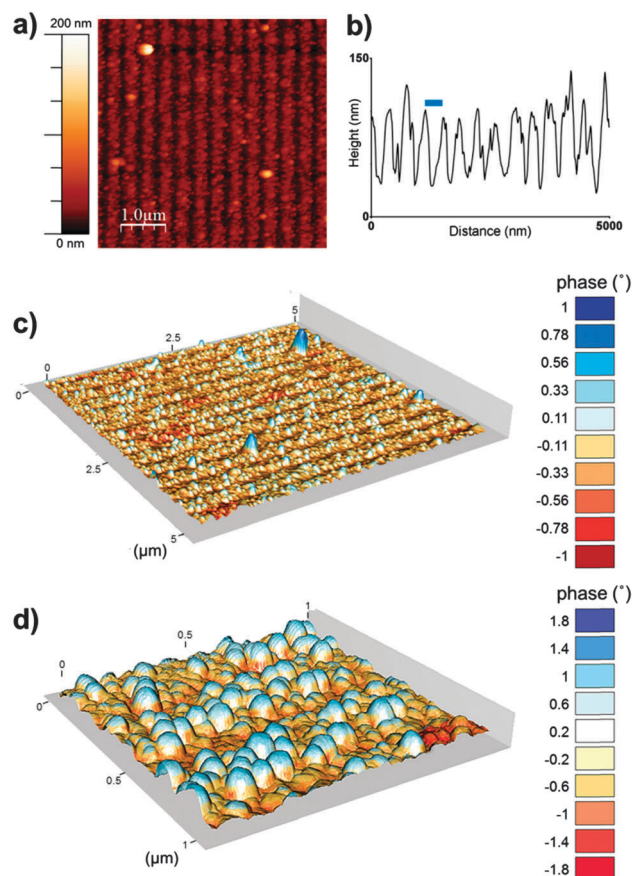 a)
200 nm
0 nm
1.0μm
b)
150
Height (nm)
0
0
5000
Distance (nm)
c)
0
2.5
5
0
2.5
5
(μm)
phase (˚)
1
0.78
0.56
0.33
0.11
-0.11
-0.33
-0.56
-0.78
-1
d)
0
0.5
1
0
0.5
1
(μm)
phase (˚)
1.8
1.4
1
0.6
0.2
-0.2
-0.6
-1
-1.4
-1.8